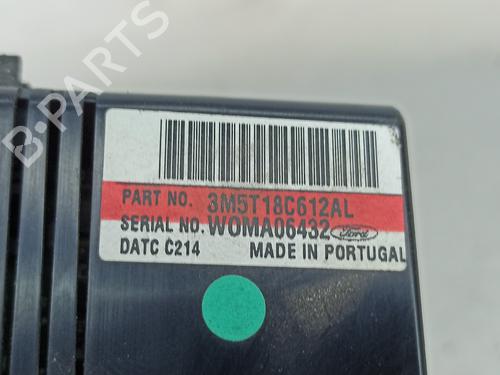 B-PARTS
PART NO. 3M5T18C612AL
SERIAL NO. WOMA06432 Ford
DATC C214 MADE IN PORTUGAL